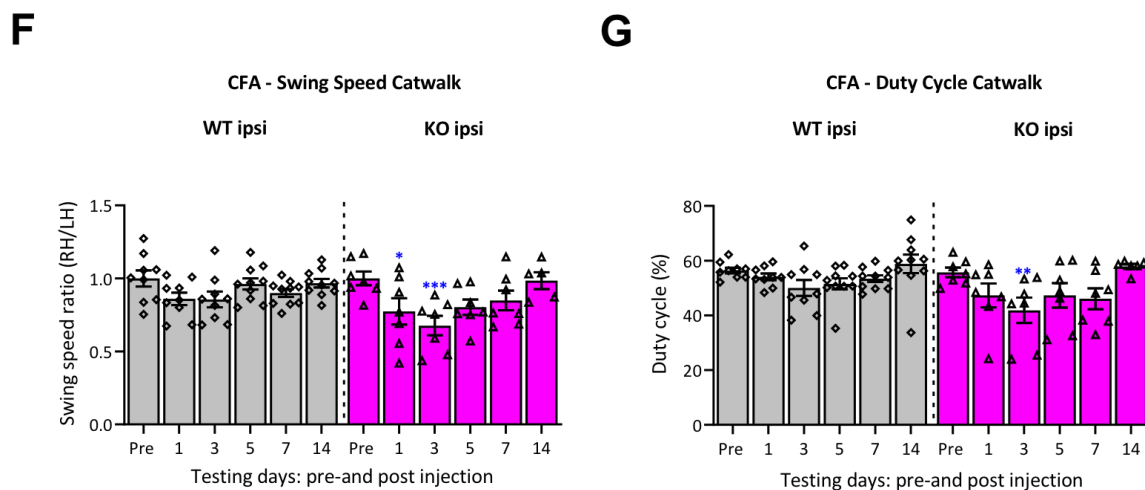 F
CFA - Swing Speed Catwalk
WT ipsi KO ipsi
Swing speed ratio (RH/LH)
1.5
1.0
0.5
0.0
* ***
Pre 1 3 5 7 14 Pre 1 3 5 7 14
Testing days: pre-and post injection
G
CFA - Duty Cycle Catwalk
WT ipsi KO ipsi
Duty cycle (%)
80
60
40
20
0
**
Pre 1 3 5 7 14 Pre 1 3 5 7 14
Testing days: pre-and post injection